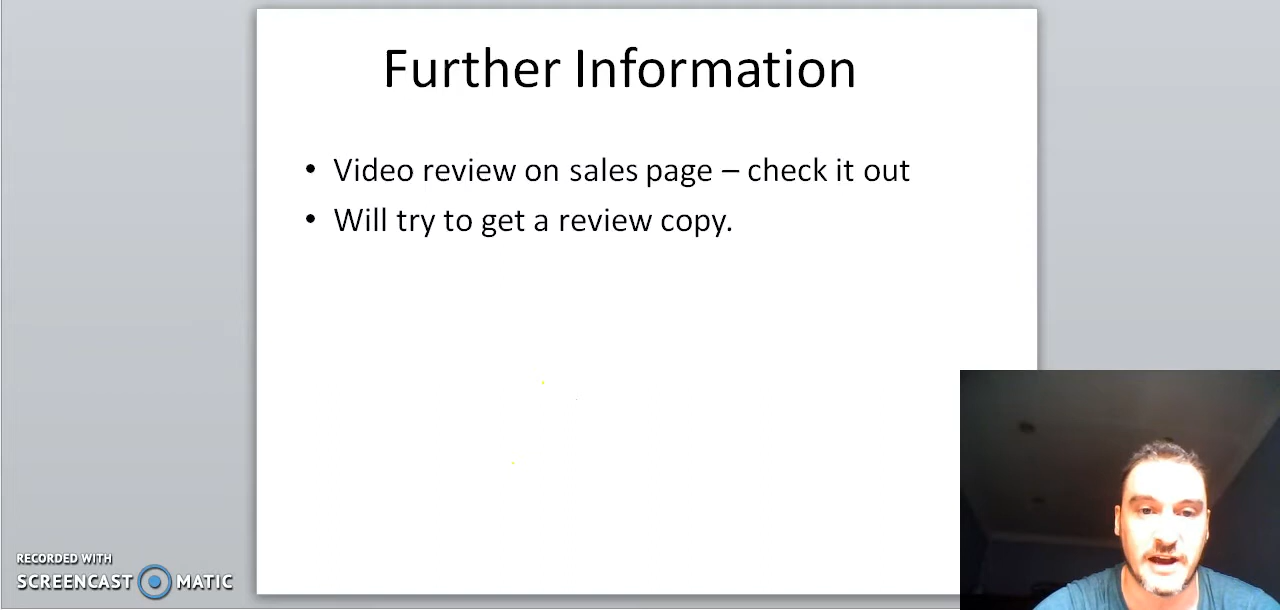 Further Information
• Video review on sales page – check it out
• Will try to get a review copy.
RECORDED WITH
SCREENCAST MATIC